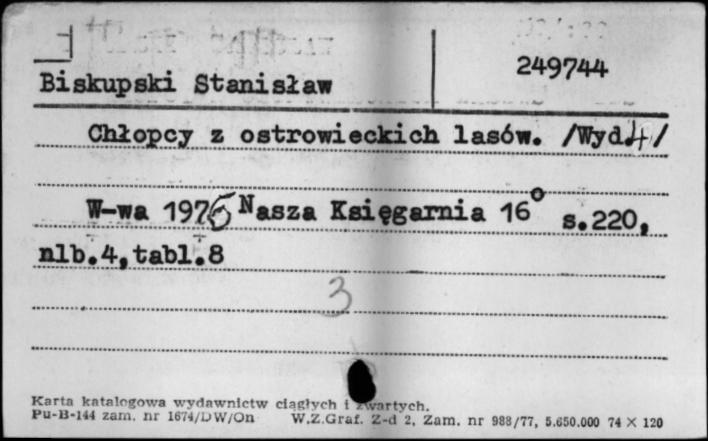 249744
Biskupski Stanisław
Chłopcy z ostrowieckich lasów. /Wyd.4/
W-wa 1975 Nasza Księgarnia 16° s.220,
nlb.4,tabl.8
3
Karta katalogowa wydawnictw ciągłych i zwartych.
Pu-B-144 zam. nr 1674/DW/On W.Z.Graf. Z-d 2, Zam. nr 988/77, 5.650.000 74 X 120